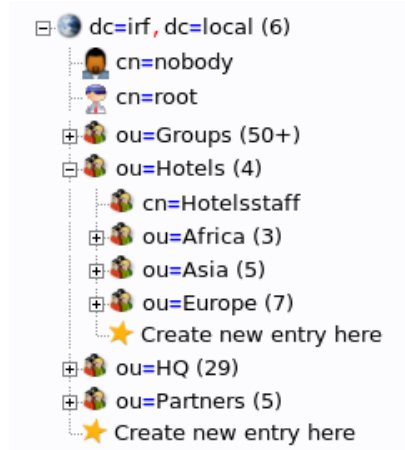 dc=irf, dc=local (6)
cn=nobody
cn=root
ou=Groups (50+)
ou=Hotels (4)
cn=Hotelsstaff
ou=Africa (3)
ou=Asia (5)
ou=Europe (7)
Create new entry here
ou=HQ (29)
ou=Partners (5)
Create new entry here